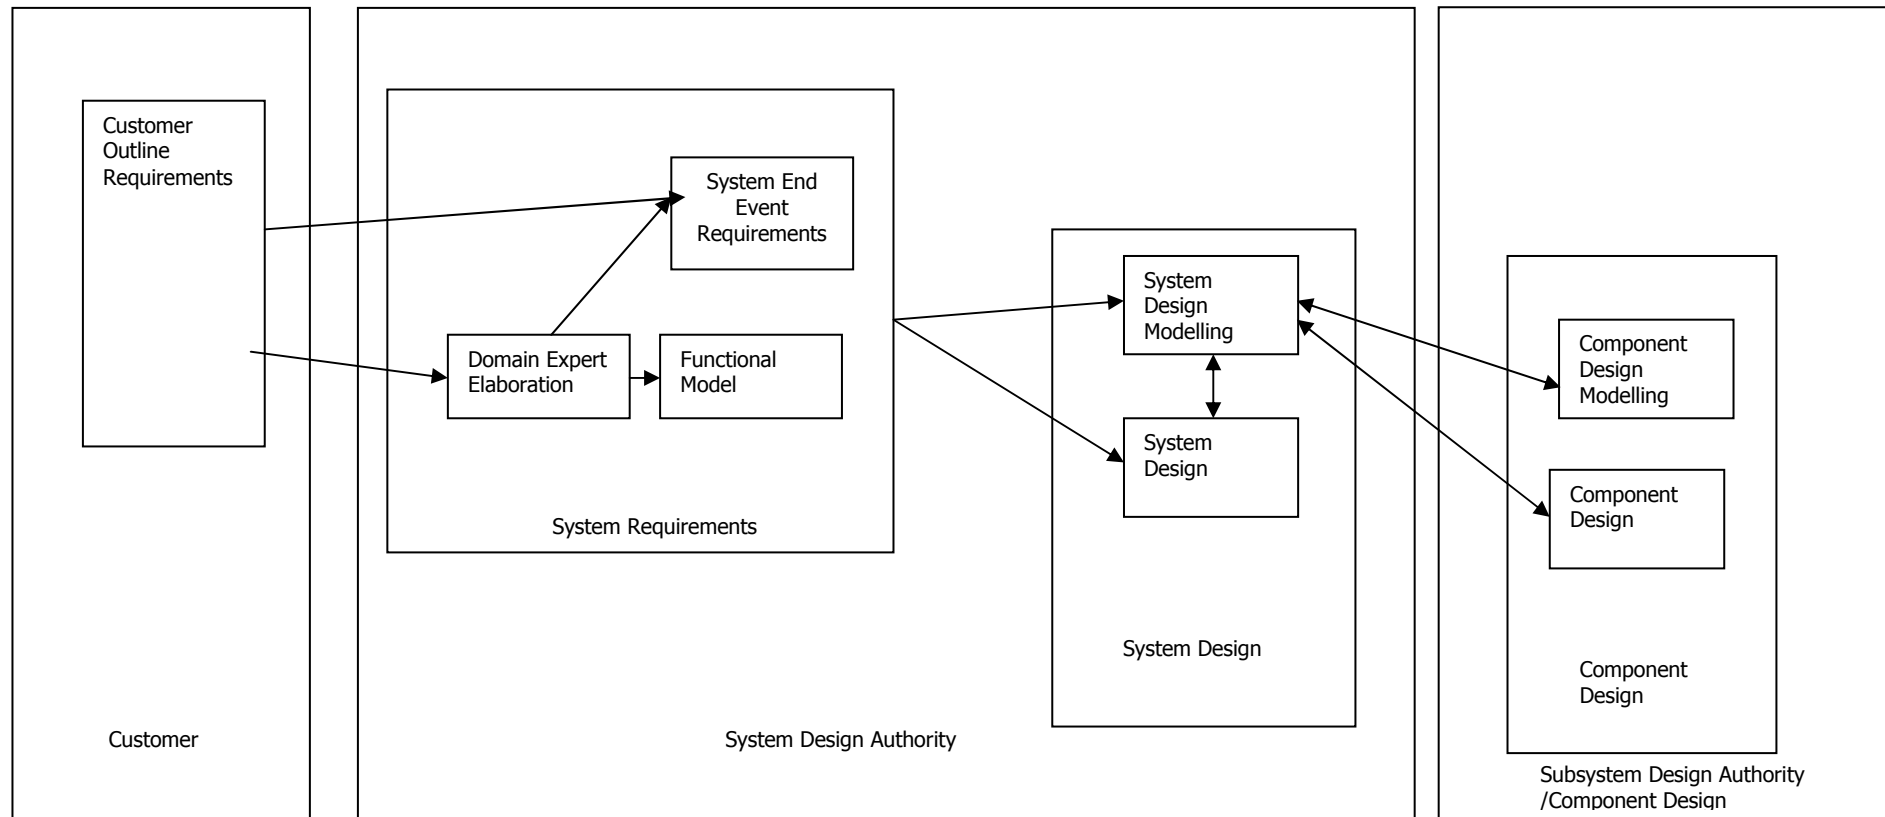 Customer
Outline
Requirements
System End
Event
Requirements
Domain Expert
Elaboration
Functional
Model
System Requirements
System
Design
Modelling
System
Design
System Design
Component
Design
Modelling
Component
Design
Component
Design
Customer
System Design Authority
Subsystem Design Authority
/Component Design